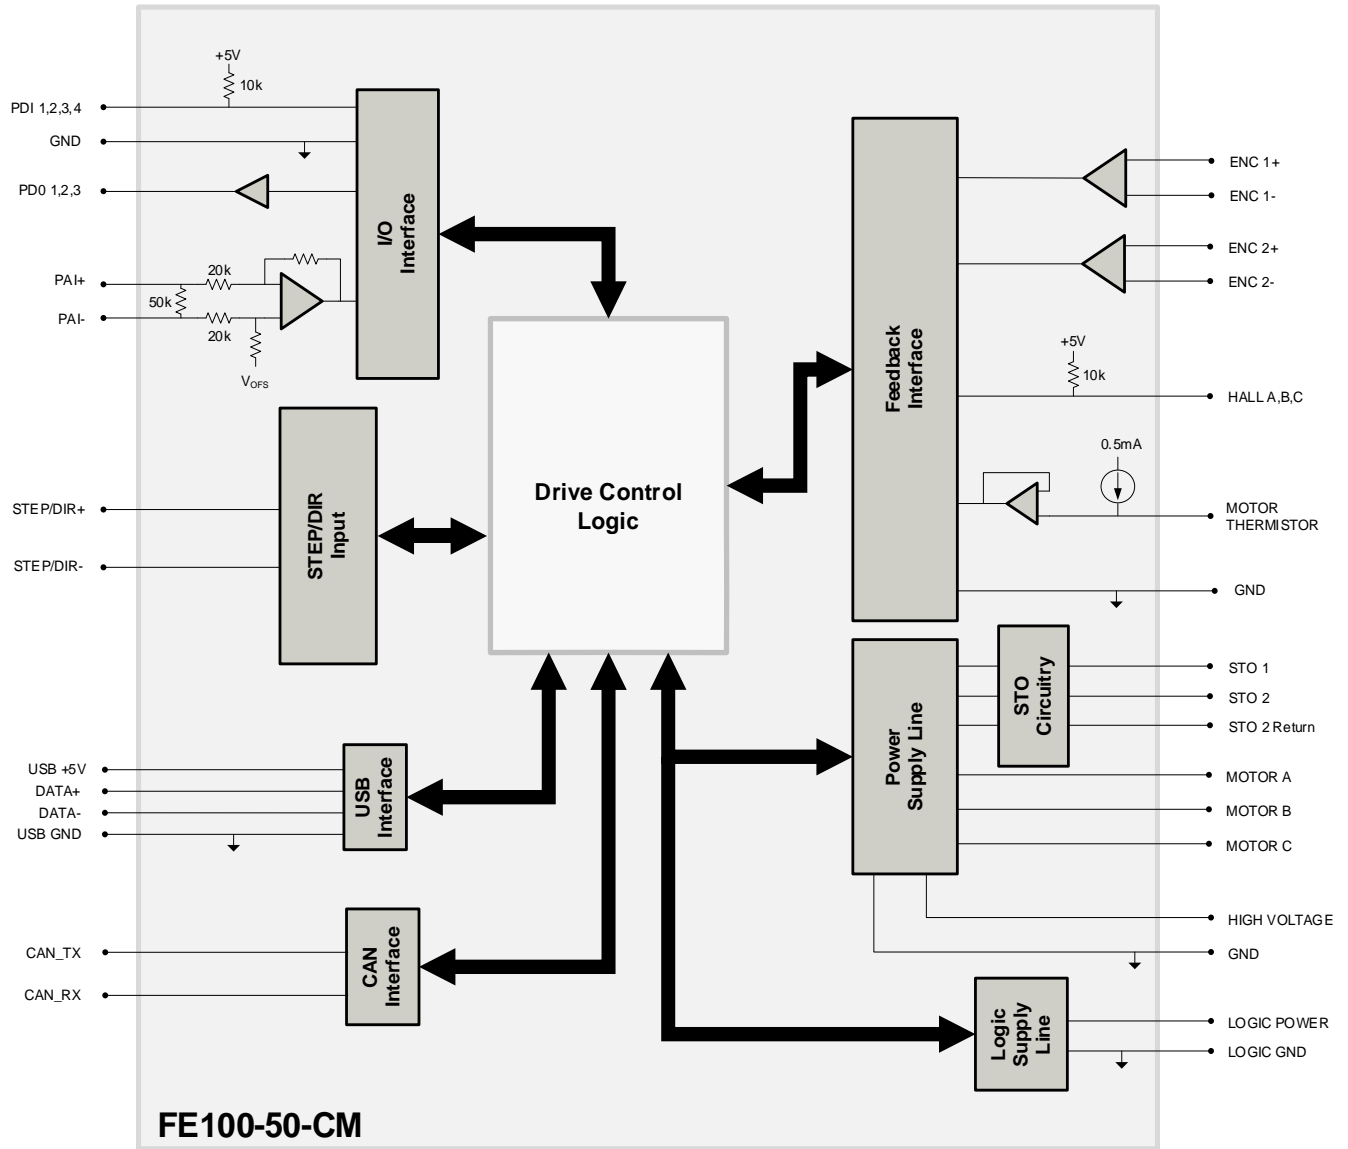 +5V
10k
PDI 1,2,3,4
GND
PD0 1,2,3
PAI+
20k
50k
PAI-
20k
VOFS
I/O
Interface
STEP/DIR+
STEP/DIR-
STEP/DIR
Input
Drive Control
Logic
USB +5V
DATA+
DATA-
USB GND
USB
Interface
CAN_TX
CAN_RX
CAN
Interface
Feedback
Interface
ENC 1+
ENC 1-
ENC 2+
ENC 2-
+5V
10k
HALL A,B,C
0.5mA
MOTOR
THERMISTOR
GND
Power
Supply Line
STO
Circuitry
STO 1
STO 2
STO 2 Return
MOTOR A
MOTOR B
MOTOR C
HIGH VOLTAGE
GND
Logic
Supply
Line
LOGIC POWER
LOGIC GND
FE100-50-CM